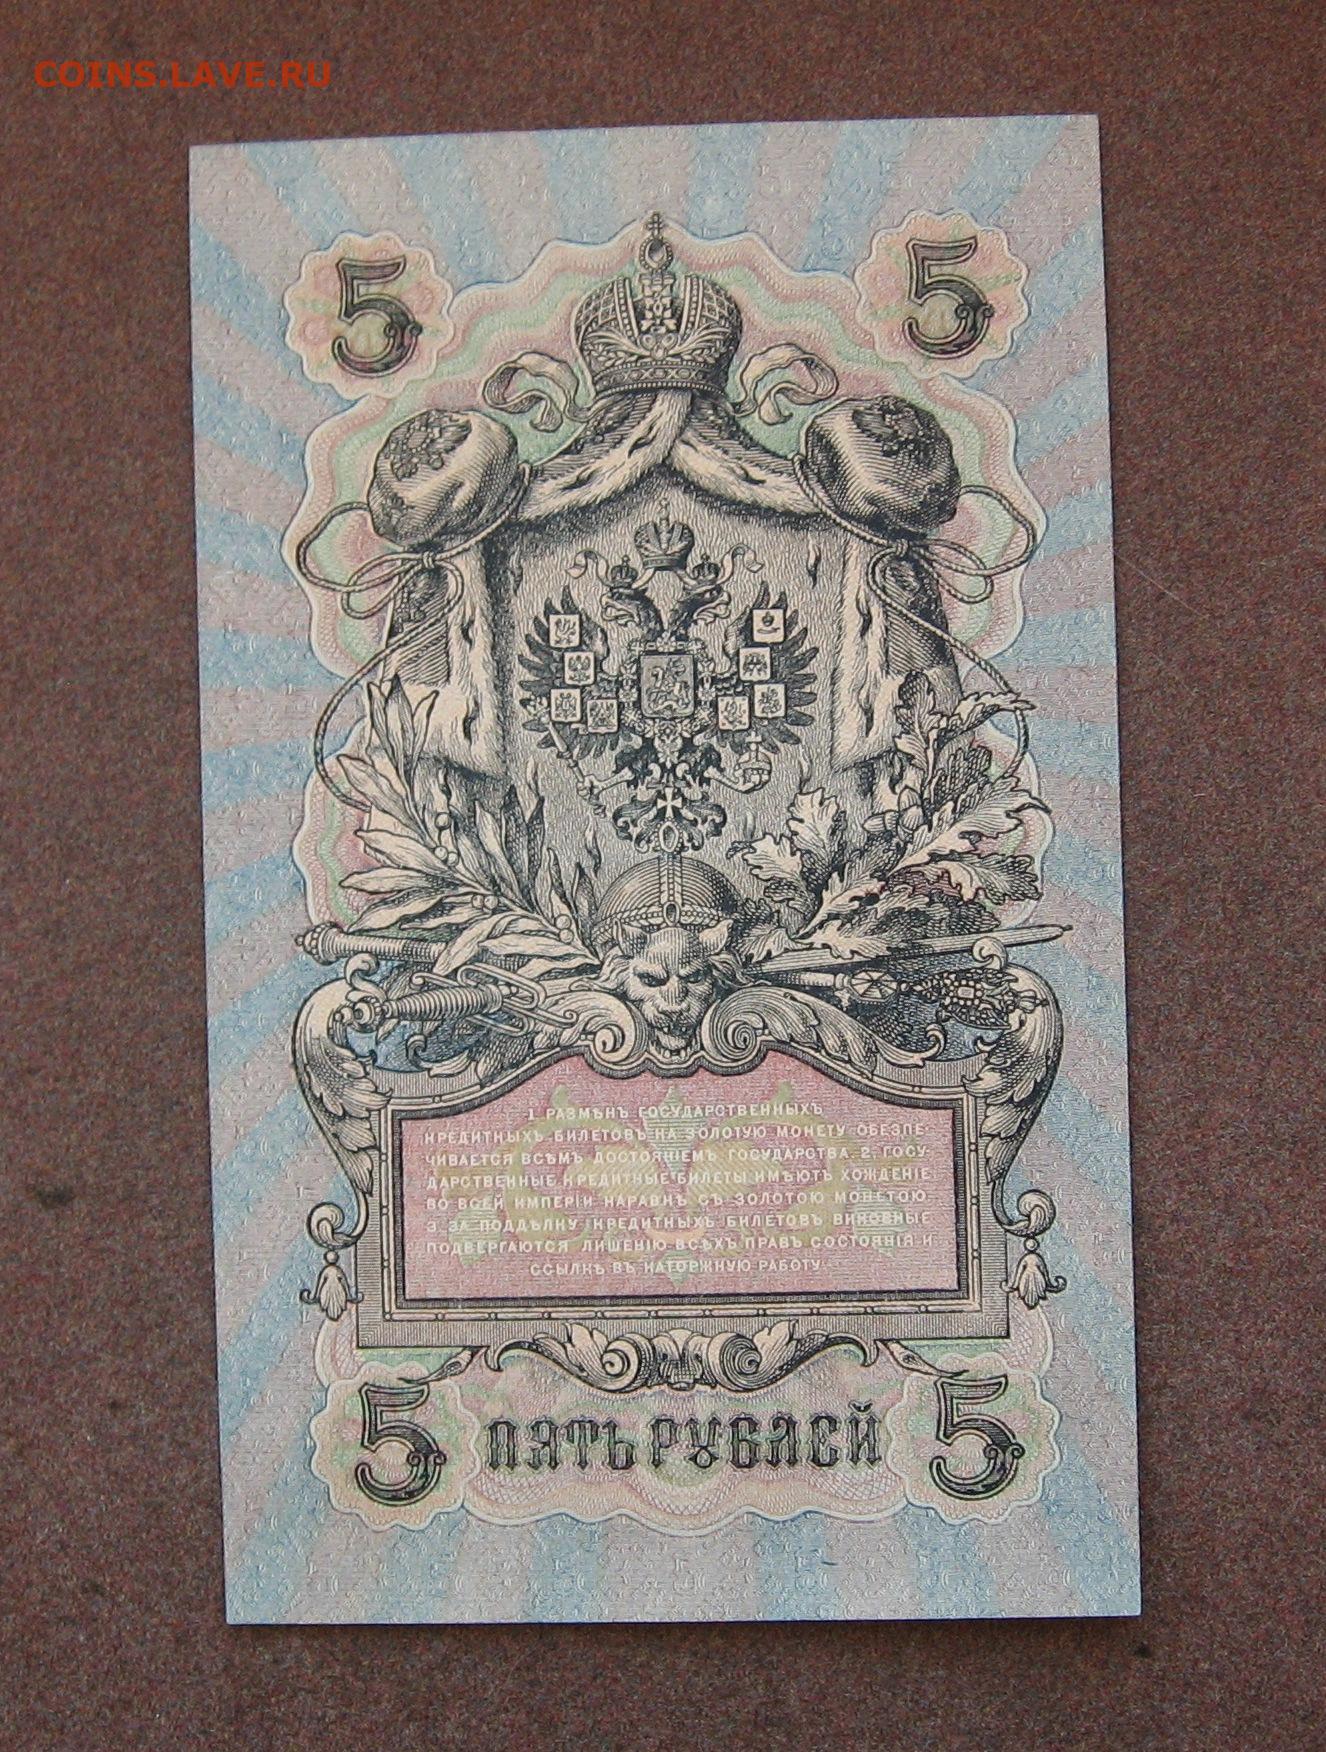 COINS.LAVE.RU
5 5
1. РАЗМѢНЪ ГОСУДАРСТВЕННЫХЪ
КРЕДИТНЫХЪ БИЛЕТОВЪ НА ЗОЛОТУЮ МОНЕТУ ОБЕЗПЕ-
ЧИВАЕТСЯ ВСѢМЪ ДОСТОЯНІЕМЪ ГОСУДАРСТВА. 2. ГОСУ-
ДАРСТВЕННЫЕ КРЕДИТНЫЕ БИЛЕТЫ ИМѢЮТЪ ХОЖДЕНІЕ
ВО ВСЕЙ ИМПЕРІИ НАРАВНѢ СЪ ЗОЛОТОЮ МОНЕТОЮ.
3. ЗА ПОДДѢЛКУ КРЕДИТНЫХЪ БИЛЕТОВЪ ВИНОВНЫЕ
ПОДВЕРГАЮТСЯ ЛИШЕНІЮ ВСѢХЪ ПРАВЪ СОСТОЯНІЯ И
ССЫЛКѢ ВЪ КАТОРЖНУЮ РАБОТУ.
5 ПЯТЬ РУБЛЕЙ 5